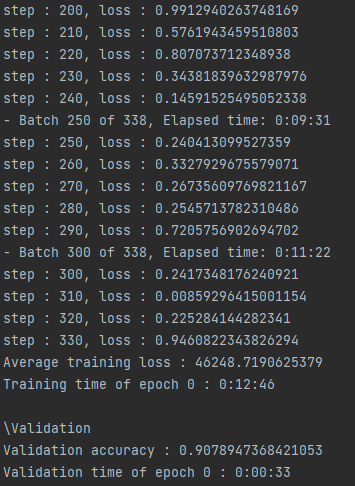 step : 200, loss : 0.9912940263748169
step : 210, loss : 0.5761943459510803
step : 220, loss : 0.807073712348938
step : 230, loss : 0.34381839632987976
step : 240, loss : 0.14591525495052338
- Batch 250 of 338, Elapsed time: 0:09:31
step : 250, loss : 0.240413099527359
step : 260, loss : 0.3327929675579071
step : 270, loss : 0.26735609769821167
step : 280, loss : 0.2545713782310486
step : 290, loss : 0.7205756902694702
- Batch 300 of 338, Elapsed time: 0:11:22
step : 300, loss : 0.2417348176240921
step : 310, loss : 0.00859296415001154
step : 320, loss : 0.225284144282341
step : 330, loss : 0.9460822343826294
Average training loss : 46248.7190625379
Training time of epoch 0 : 0:12:46
\Validation
Validation accuracy : 0.9078947368421053
Validation time of epoch 0 : 0:00:33